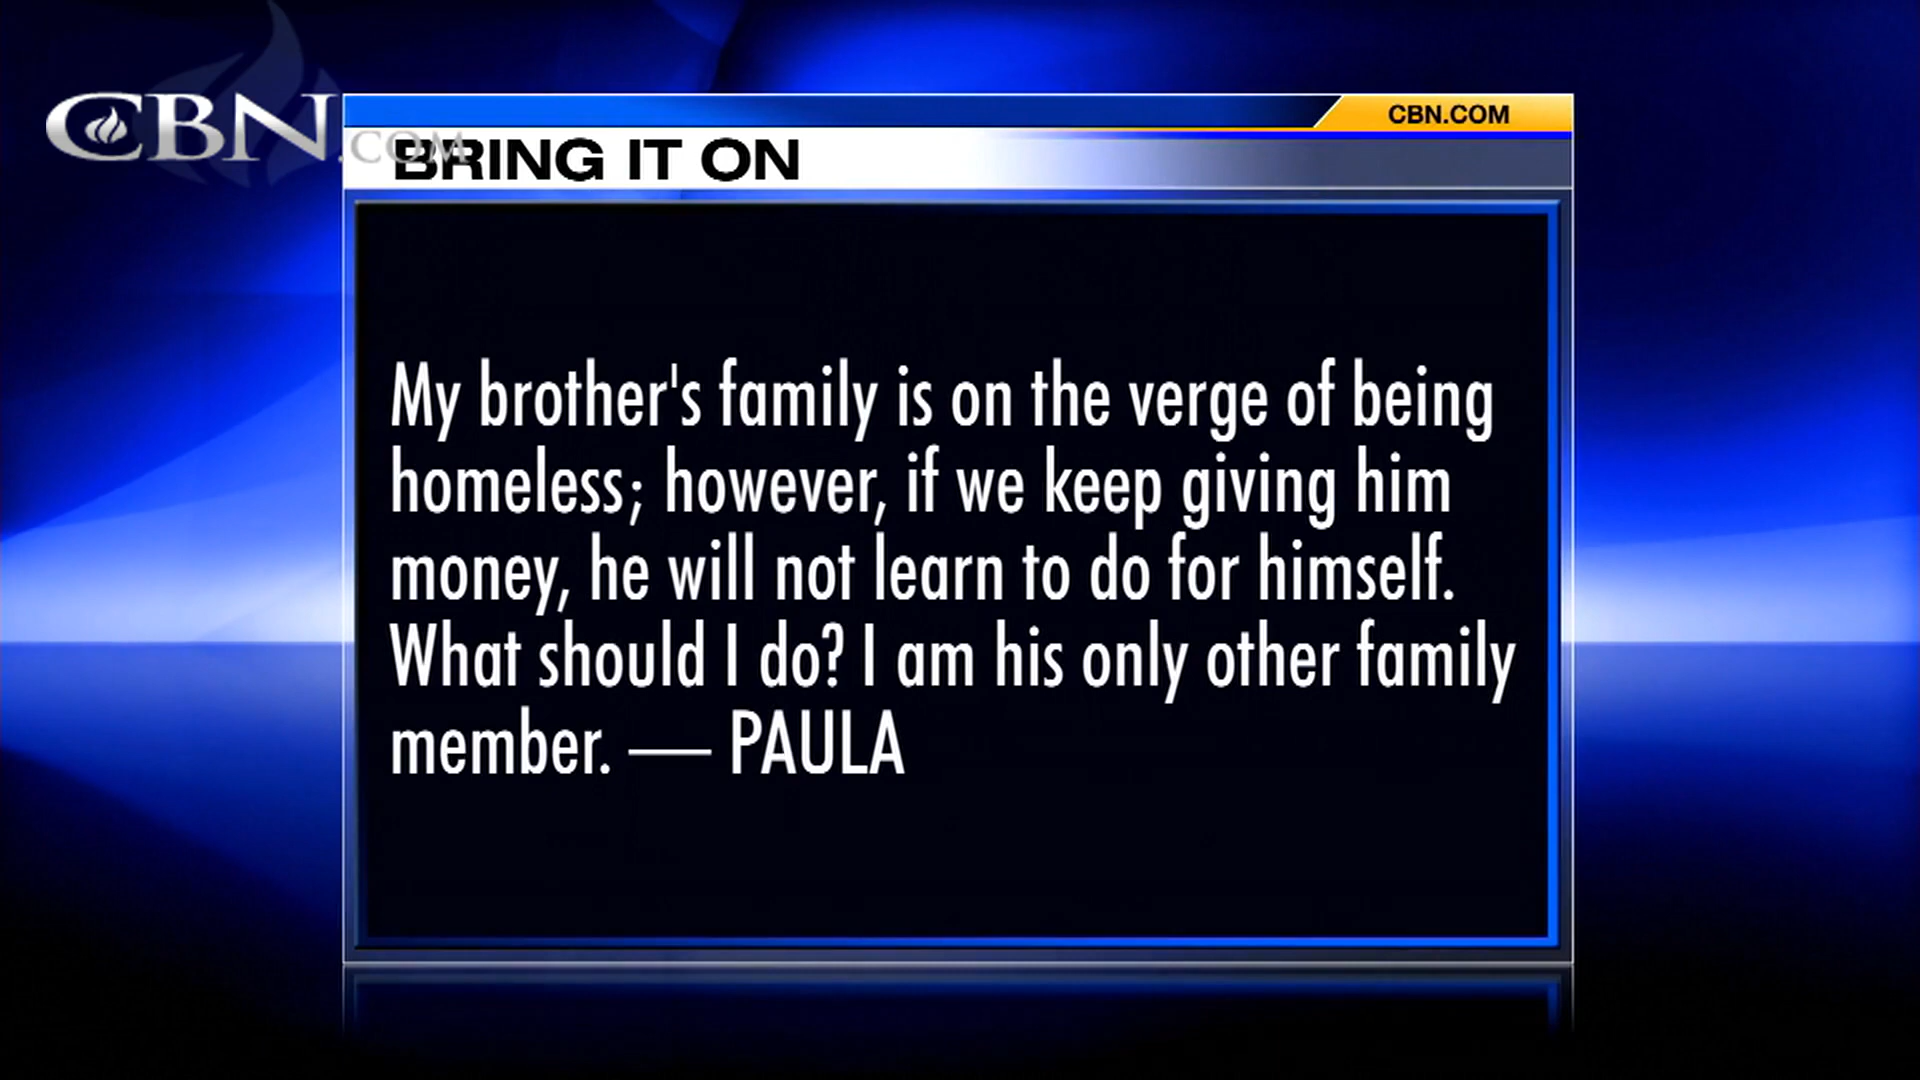 CBN.COM
CBN.COM
BRING IT ON
My brother's family is on the verge of being
homeless; however, if we keep giving him
money, he will not learn to do for himself.
What should I do? I am his only other family
member. — PAULA